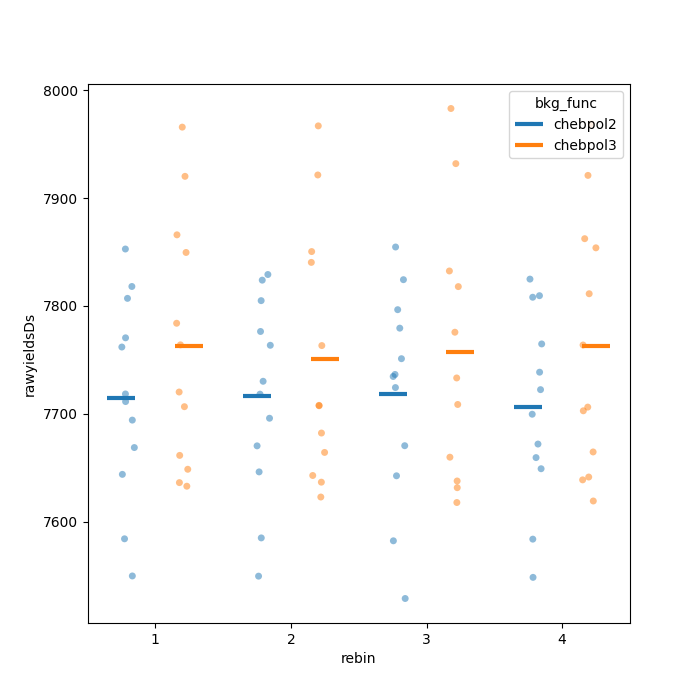 8000
7900
7800
7700
7600
rawyieldsDs
bkg_func
chebpol2
chebpol3
1 2 3 4
rebin